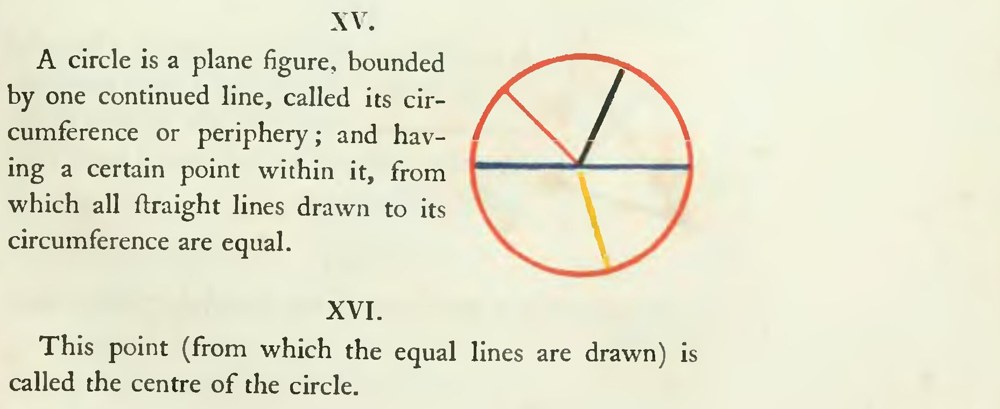 XV.
A circle is a plane figure, bounded
by one continued line, called its cir-
cumference or periphery; and hav-
ing a certain point within it, from
which all ſtraight lines drawn to its
circumference are equal.
XVI.
This point (from which the equal lines are drawn) is
called the centre of the circle.